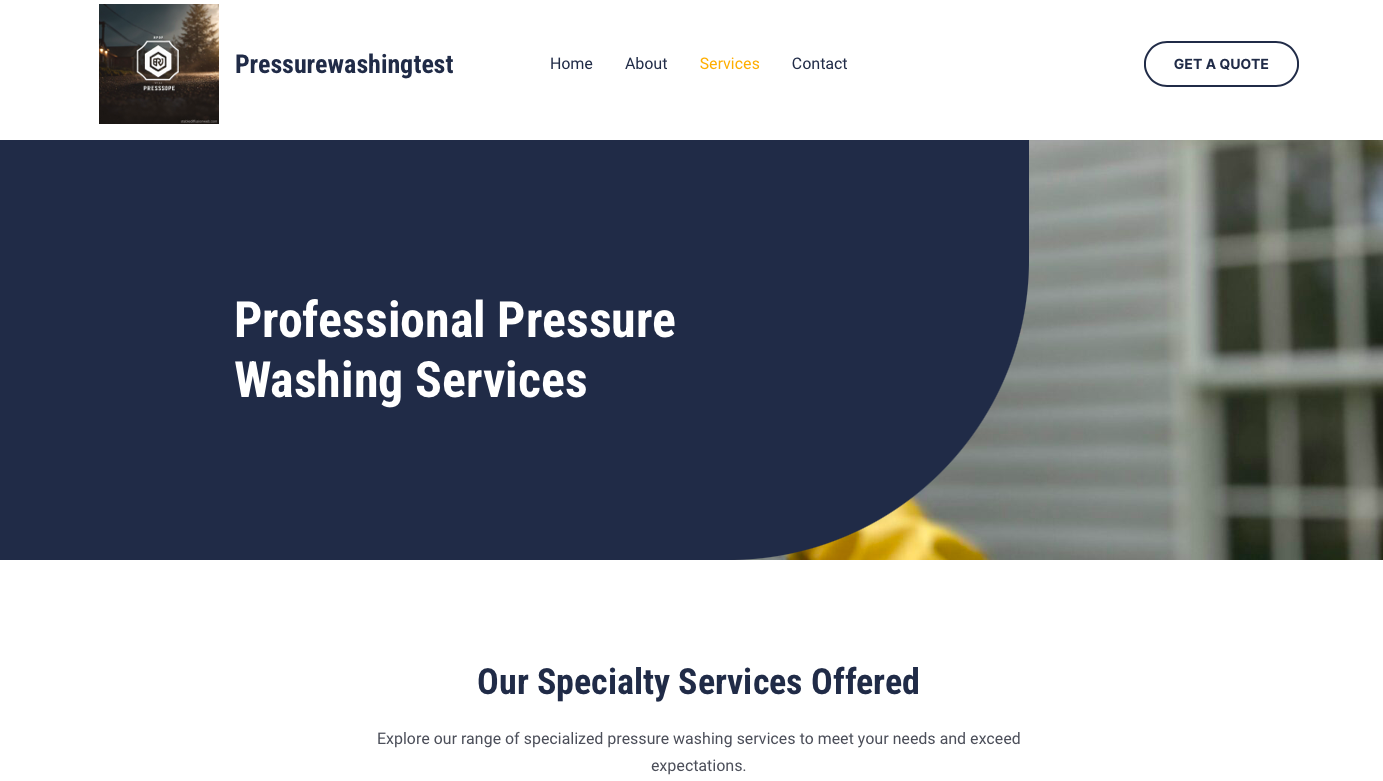 PRESSSOPE
Pressurewashingtest
Home
About
Services
Contact
GET A QUOTE
Professional Pressure
Washing Services
Our Specialty Services Offered
Explore our range of specialized pressure washing services to meet your needs and exceed
expectations.